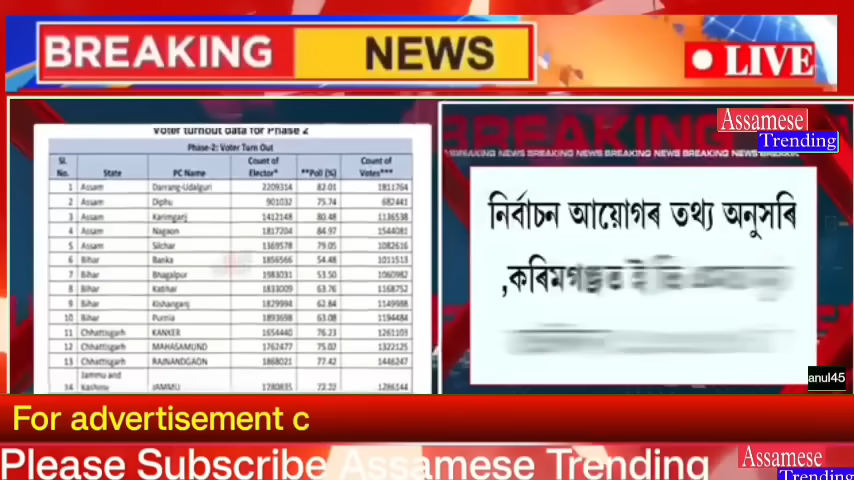 BREAKING NEWS
LIVE
Voter turnout data for Phase 2
Phase-2: Voter Turn Out
Sl. No. State PC Name Count of Elector* **Poll (%) Count of Votes***
1 Assam Darrang-Udalguri 2209314 82.01 1811764
2 Assam Diphu 901032 75.74 682441
3 Assam Karimganj 1412148 80.48 1136538
4 Assam Nagaon 1817204 84.97 1544081
5 Assam Silchar 1369578 79.05 1082616
6 Bihar Banka 1856566 54.48 1011513
7 Bihar Bhagalpur 1983031 53.50 1060982
8 Bihar Katihar 1833009 63.76 1168752
9 Bihar Kishanganj 1829994 62.84 1149988
10 Bihar Purnia 1893698 63.08 1194484
11 Chhattisgarh KANKER 1654440 76.23 1261103
12 Chhattisgarh MAHASAMUND 1762477 75.02 1322125
13 Chhattisgarh RAJNANDGAON 1868021 77.42 1446247
14 Jammu and Kashmir JAMMU 1780835 72.22 1286144
BREAKING
BREAKING NEWS BREAKING NEWS BREAKING NEWS BREAKING NEWS
Assamese
Trending
নিৰ্বাচন আয়োগৰ তথ্য অনুসৰি
anul45
For advertisement c
Please Subscribe Assamese Trending
Assamese
Trending